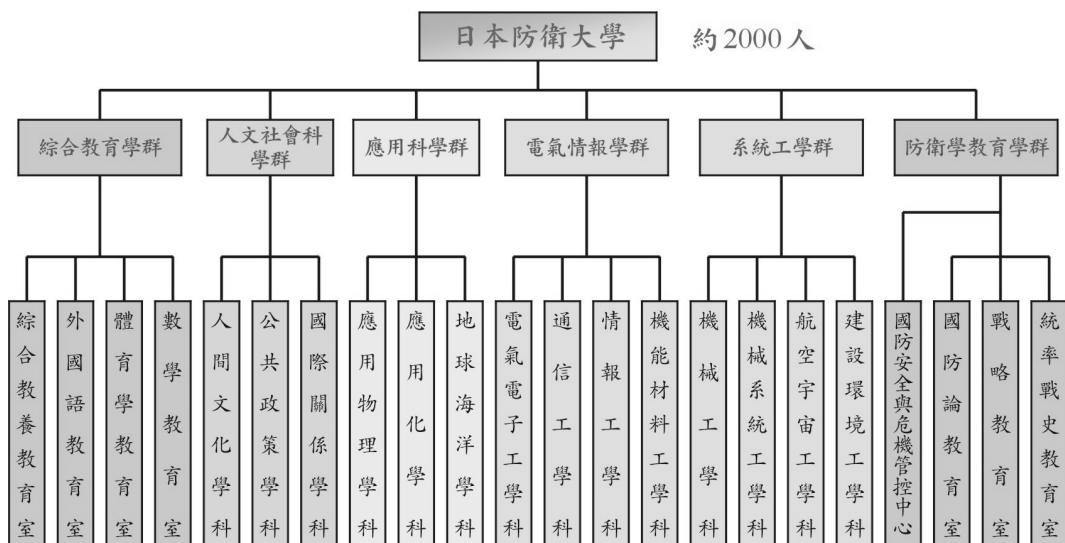 日本防衛大學
約2000人
綜合教育學群
人文社會科
學群
應用科學群
電氣情報學群
系統工學群
防衛學教育學群
綜合教養教育室
外國語教育室
體育學教育室
數學教育室
人間文化學科
公共政策學科
國際關係學科
應用物理學科
應用化學科
地球海洋學科
電氣電子工學科
通信工學科
情報工學科
機能材料工學科
機械工學科
機械系統工學科
航空宇宙工學科
建設環境工學科
國防安全與危機管控中心
國防論教育室
戰略教育室
統率戰史教育室